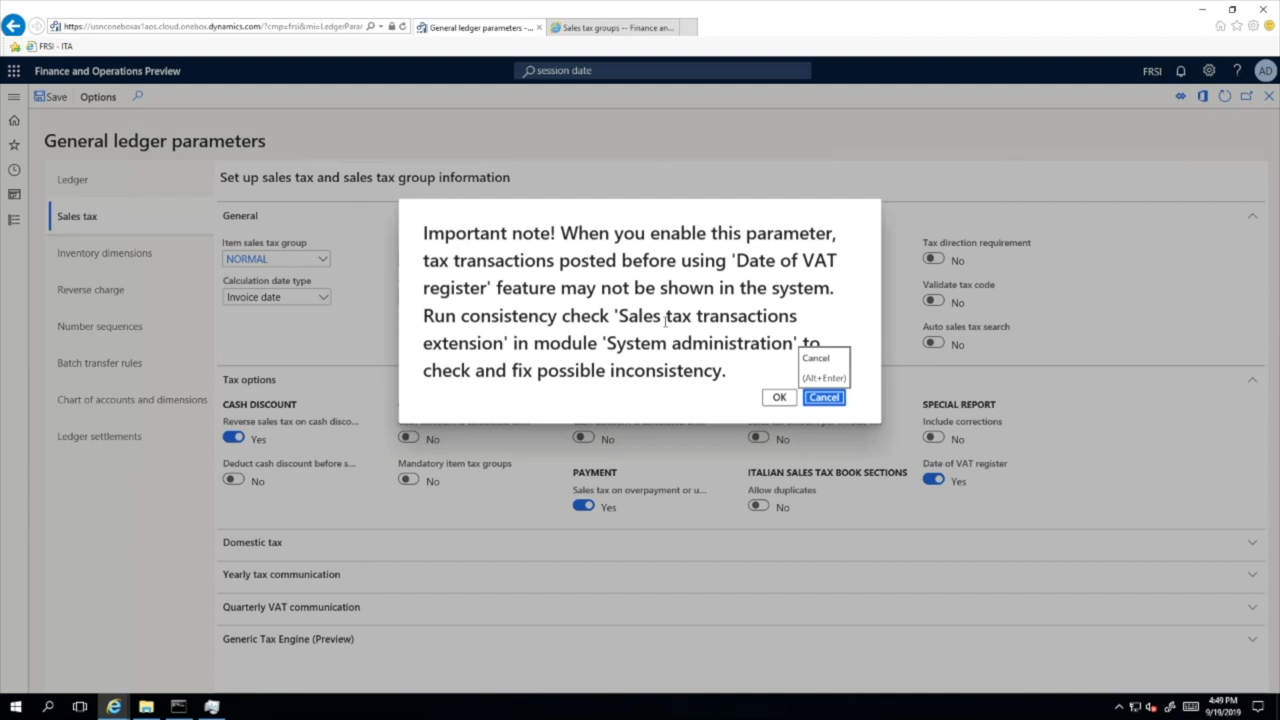 https://usnconeboxax1aos.cloud.onebox.dynamics.com/?cmp=frsi&mi=LedgerParar
General ledger parameters -...
Sales tax groups -- Finance an...
FRSI - ITA
Finance and Operations Preview
session date
FRSI
?
AD
Save
Options
General ledger parameters
Ledger
Sales tax
Inventory dimensions
Reverse charge
Number sequences
Batch transfer rules
Chart of accounts and dimensions
Ledger settlements
Set up sales tax and sales tax group information
General
Item sales tax group
NORMAL
Calculation date type
Invoice date
Tax direction requirement
No
Validate tax code
No
Auto sales tax search
No
Important note! When you enable this parameter,
tax transactions posted before using 'Date of VAT
register' feature may not be shown in the system.
Run consistency check 'Sales tax transactions
extension' in module 'System administration' to
check and fix possible inconsistency.
Cancel
(Alt+Enter)
OK
Cancel
Tax options
CASH DISCOUNT
Reverse sales tax on cash disco...
Yes
Deduct cash discount before s...
No
No
Mandatory item tax groups
No
No
PAYMENT
Sales tax on overpayment or u...
Yes
No
ITALIAN SALES TAX BOOK SECTIONS
Allow duplicates
No
SPECIAL REPORT
Include corrections
No
Date of VAT register
Yes
Domestic tax
Yearly tax communication
Quarterly VAT communication
Generic Tax Engine (Preview)
4:49 PM
9/19/2019